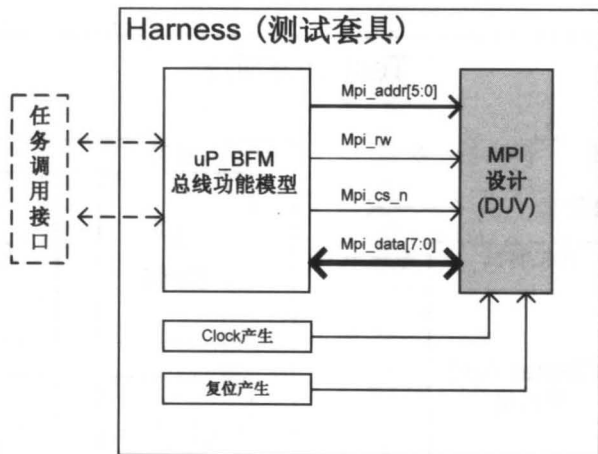 Harness (测试套具)
任务调用接口
uP_BFM
总线功能模型
Mpi_addr[5:0]
Mpi_rw
Mpi_cs_n
Mpi_data[7:0]
MPI
设计
(DUV)
Clock产生
复位产生